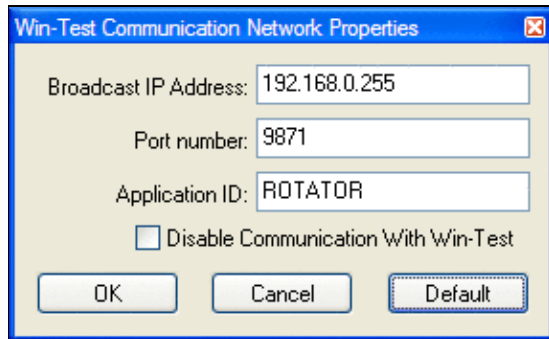 Win-Test Communication Network Properties
Broadcast IP Address: 192.168.0.255
Port number: 9871
Application ID: ROTATOR
Disable Communication With Win-Test
OK Cancel Default